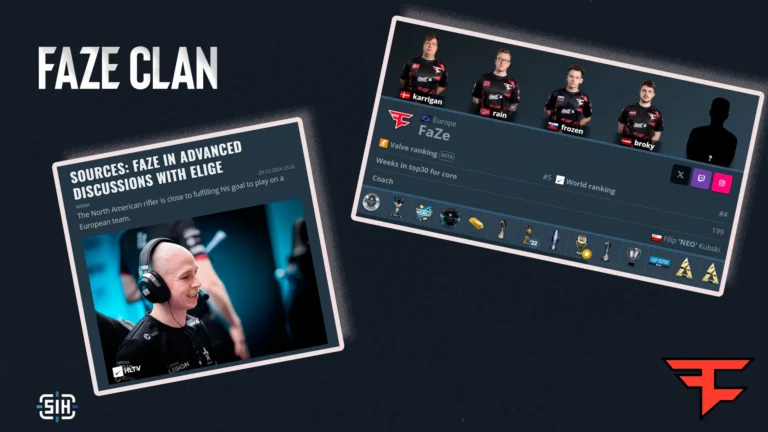 FAZE CLAN
SOURCES: FAZE IN ADVANCED
DISCUSSIONS WITH ELIGE
29-12-2024 23:32
The North American rifler is close to fulfilling his goal to play on a
European team.
HLTV
LEGION
SIH
karrigan
rain
frozen
broky
?
Europe
FaZe
Valve ranking BETA
#5
World ranking
#4
Weeks in top30 for core
199
Coach
Filip 'NEO' Kubski
'22